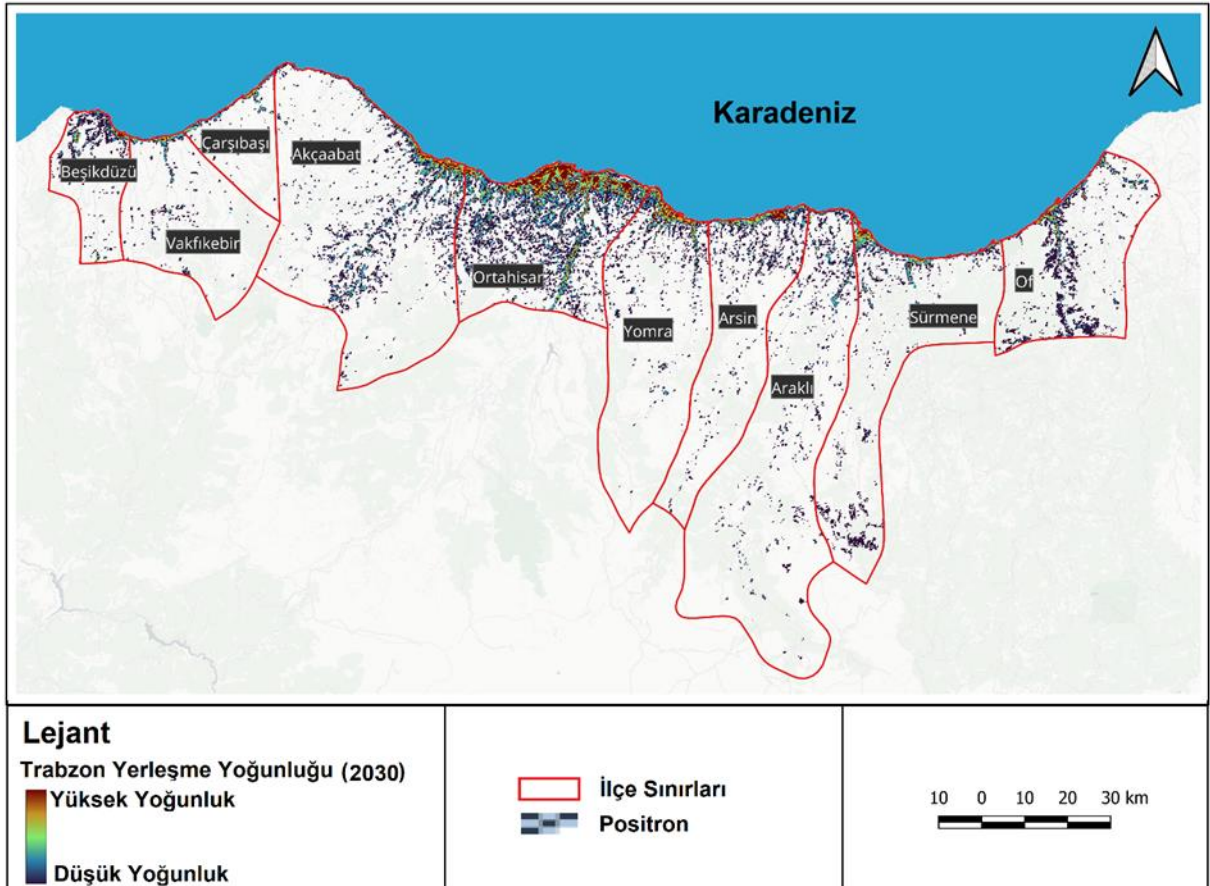 Karadeniz
Çarşıbaşı
Akçaabat
Beşikdüzü
Vakfıkebir
Ortahisar
Of
Yomra
Arsin
Sürmene
Araklı
Lejant
Trabzon Yerleşme Yoğunluğu (2030)
Yüksek Yoğunluk
Düşük Yoğunluk
İlçe Sınırları
Positron
10 0 10 20 30 km